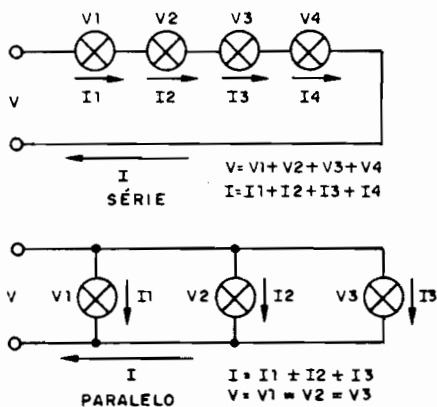 V1 V2 V3 V4
I1 I2 I3 I4
V
I
V=V1+V2+V3+V4
SÉRIE
I=I1+I2+I3+I4
V V1 I1 V2 I2 V3 I3
I
I = I1 ± I2 + I3
PARALELO
V = V1 = V2 = V3